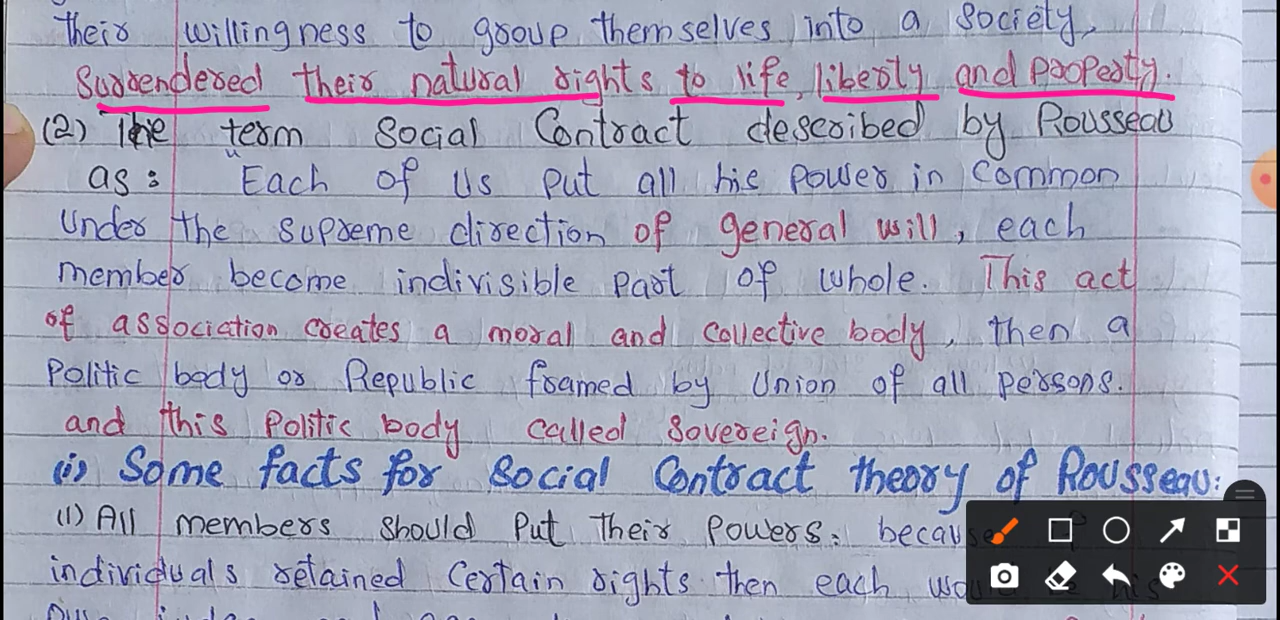 their willingness to group themselves into a society,
Surrendered their natural rights to life, liberty and property.
(2) The term Social Contract described by Rousseau
as: "Each of us put all his power in common
under the supreme direction of general will, each
member become indivisible part of whole. This act
of association creates a moral and collective body, then a
Politic body or Republic framed by Union of all persons.
and this Politic body called Sovereign.
(i) Some facts for Social Contract theory of Rousseau:
(1) All members should Put their Powers: because
individuals retained certain rights then each would his